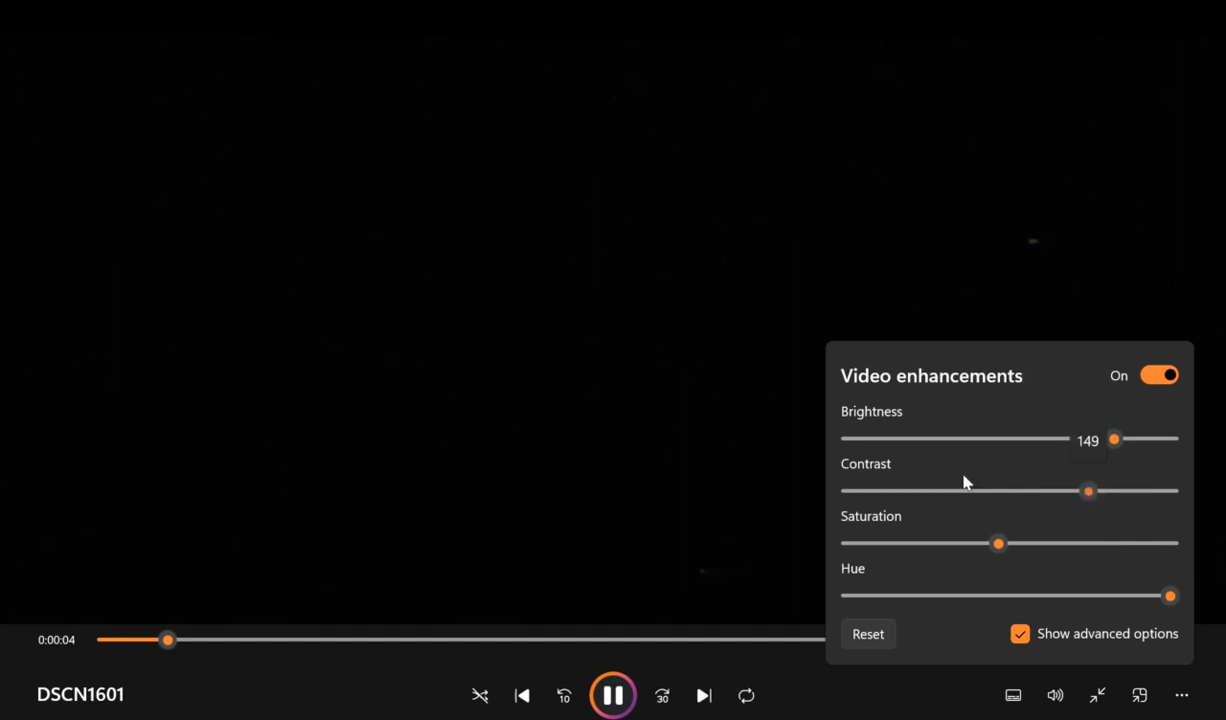 Video enhancements On
Brightness
149
Contrast
Saturation
Hue
Reset Show advanced options
0:00:04
DSCN1601
10
30